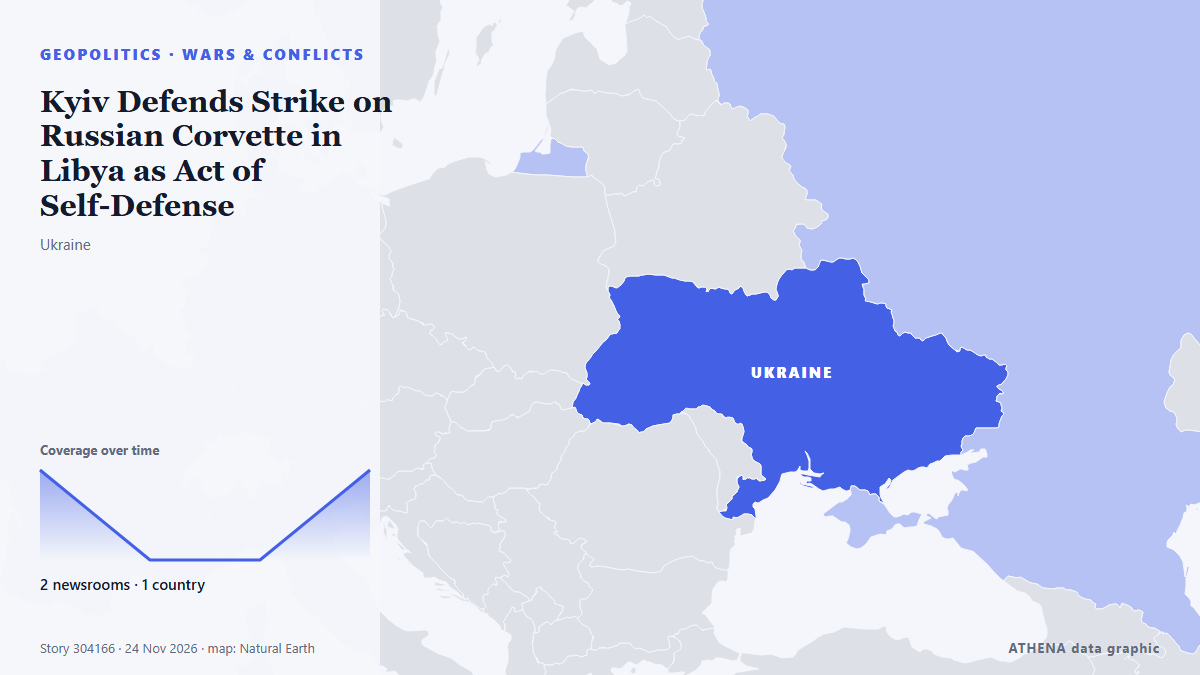 GEOPOLITICS · WARS & CONFLICTS
Kyiv Defends Strike on
Russian Corvette in
Libya as Act of
Self-Defense
Ukraine
UKRAINE
Coverage over time
2 newsrooms · 1 country
Story 304166 · 24 Nov 2026 · map: Natural Earth
ATHENA data graphic